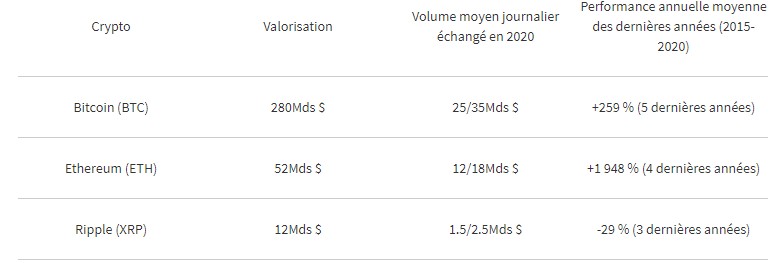 Crypto
Valorisation
Volume moyen journalier
échangé en 2020
Performance annuelle moyenne
des dernières années (2015-
2020)
Bitcoin (BTC) 280Mds $ 25/35Mds $ +259 % (5 dernières années)
Ethereum (ETH) 52Mds $ 12/18Mds $ +1 948 % (4 dernières années)
Ripple (XRP) 12Mds $ 1.5/2.5Mds $ -29 % (3 dernières années)